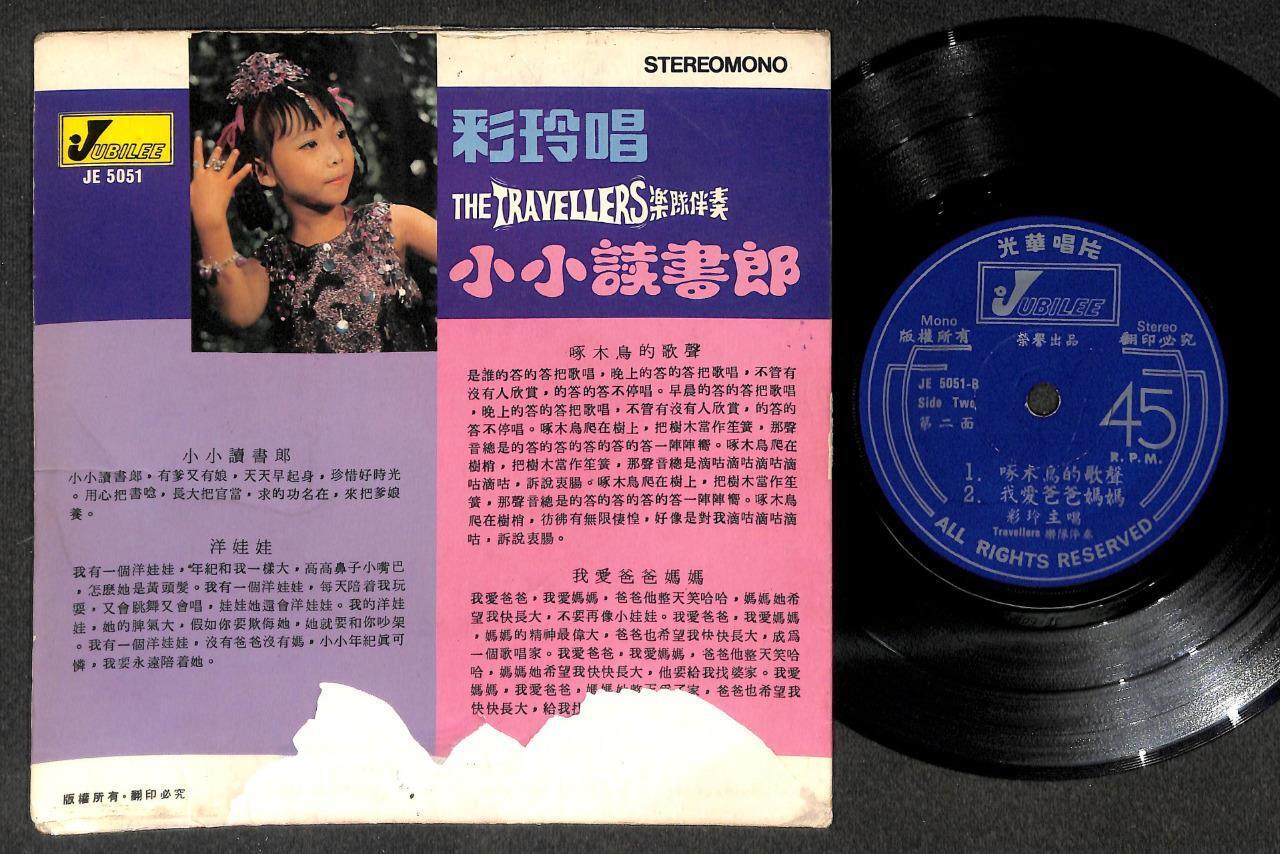 STEREOMONO
JUBILEE
JE 5051
彩玲唱
THE TRAVELLERS 楽隊伴奏
小小讀書郎
小小讀書郎
小小讀書郎,有爹又有娘,天天早起身,珍惜好時光
。用心把書唸,長大把官當,求的功名在,來把爹娘
養。
洋娃娃
我有一個洋娃娃,年紀和我一樣大,高高鼻子小嘴巴
,怎麽她是黃頭髮。我有一個洋娃娃,每天陪着我玩
耍,又會跳舞又會唱,娃娃她還會洋娃娃。我的洋娃
娃,她的脾氣大,假如你要欺侮她,她就要和你吵架
。我有一個洋娃娃,沒有爸爸沒有媽,小小年紀眞可
憐,我要永遠陪着她。
啄木鳥的歌聲
是誰的答的答把歌唱,晚上的答的答把歌唱,不管有
沒有人欣賞,的答的答不停唱。早晨的答的答把歌唱
,晚上的答的答把歌唱,不管有沒有人欣賞,的答的
答不停唱。啄木鳥爬在樹上,把樹木當作笙簧,那聲
音總是的答的答的答的答一陣陣嚮。啄木鳥爬在
樹梢,把樹木當作笙簧,那聲音總是滴咕滴咕滴
咕滴咕,訴說衷腸。啄木鳥爬在樹上,把樹木當作笙
簧,那聲音總是的答的答的答的答一陣陣嚮。啄木鳥
爬在樹梢,彷彿有無限悽惶,好像是對我滴咕滴咕滴
咕,訴說衷腸。
我愛爸爸媽媽
我愛爸爸,我愛媽媽,爸爸他整天笑哈哈,媽媽她希
望我快長大,不要再像小娃娃。我愛爸爸,我愛媽媽
,媽媽的精神最偉大,爸爸也希望我快快長大,成爲
一個歌唱家。我愛爸爸,我愛媽媽,爸爸他整天笑哈
哈,媽媽她希望我快快長大,他要給我找婆家。我愛
媽媽,我愛爸爸,媽媽她整天爲了家,爸爸也希望我
快快長大,給我找
版權所有・翻印必究
光華唱片
JUBILEE
Mono
版權所有
榮譽出品
Stereo
翻印必究
JE 5051-B
Side Two
第二面
45
R.P.M.
1. 啄木鳥的歌聲
2. 我愛爸爸媽媽
彩玲主唱
Travellers 樂隊伴奏
ALL RIGHTS RESERVED